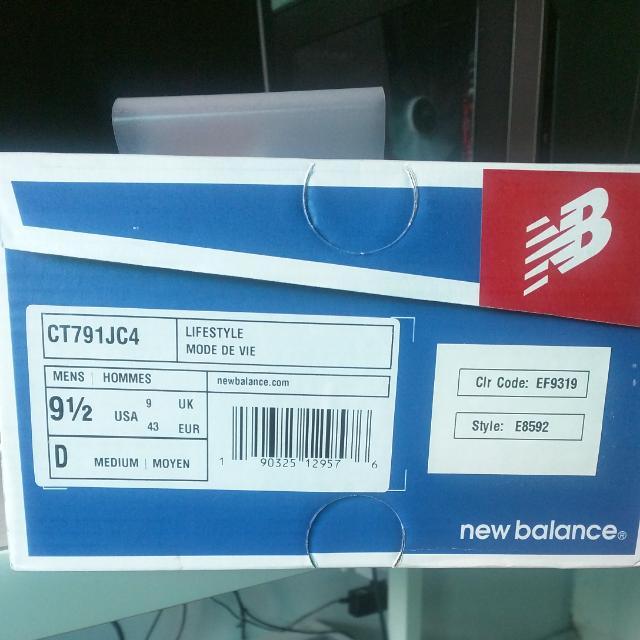 NB
CT791JC4
LIFESTYLE
MODE DE VIE
MENS | HOMMES
newbalance.com
9½ USA 9 UK
43 EUR
D MEDIUM | MOYEN
1 90325 12957 6
Clr Code: EF9319
Style: E8592
new balance®